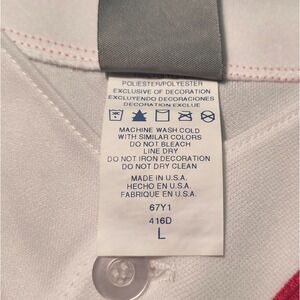 POLIESTER/POLYESTER
EXCLUSIVE OF DECORATION
EXCLUYENDO DECORACIONES
DECORATION EXCLUE
MACHINE WASH COLD
WITH SIMILAR COLORS
DO NOT BLEACH
LINE DRY
DO NOT IRON DECORATION
DO NOT DRY CLEAN
MADE IN U.S.A.
HECHO EN U.S.A.
FABRIQUE EN U.S.A.
67Y1
416D
L